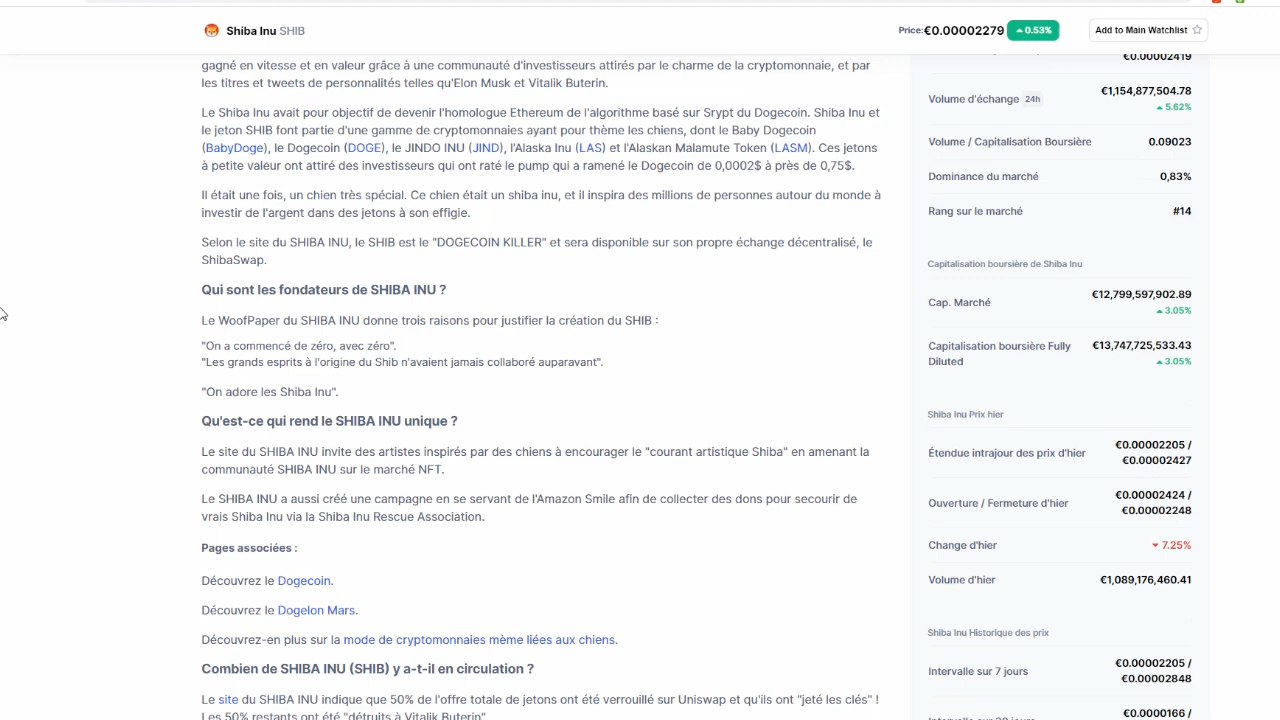 Shiba Inu SHIB
Price: €0.00002279 0.53%
Add to Main Watchlist
gagné en vitesse et en valeur grâce à une communauté d'investisseurs attirés par le charme de la cryptomonnaie, et par
les titres et tweets de personnalités telles qu'Elon Musk et Vitalik Buterin.
Le Shiba Inu avait pour objectif de devenir l'homologue Ethereum de l'algorithme basé sur Srypt du Dogecoin. Shiba Inu et
le jeton SHIB font partie d'une gamme de cryptomonnaies ayant pour thème les chiens, dont le Baby Dogecoin
(BabyDoge), le Dogecoin (DOGE), le JINDO INU (JIND), l'Alaska Inu (LAS) et l'Alaskan Malamute Token (LASM). Ces jetons
à petite valeur ont attiré des investisseurs qui ont raté le pump qui a ramené le Dogecoin de 0,0002$ à près de 0,75$.
Il était une fois, un chien très spécial. Ce chien était un shiba inu, et il inspira des millions de personnes autour du monde à
investir de l'argent dans des jetons à son effigie.
Selon le site du SHIBA INU, le SHIB est le "DOGECOIN KILLER" et sera disponible sur son propre échange décentralisé, le
ShibaSwap.
Qui sont les fondateurs de SHIBA INU ?
Le WoofPaper du SHIBA INU donne trois raisons pour justifier la création du SHIB :
"On a commencé de zéro, avec zéro".
"Les grands esprits à l'origine du Shib n'avaient jamais collaboré auparavant".
"On adore les Shiba Inu".
Qu'est-ce qui rend le SHIBA INU unique ?
Le site du SHIBA INU invite des artistes inspirés par des chiens à encourager le "courant artistique Shiba" en amenant la
communauté SHIBA INU sur le marché NFT.
Le SHIBA INU a aussi créé une campagne en se servant de l'Amazon Smile afin de collecter des dons pour secourir de
vrais Shiba Inu via la Shiba Inu Rescue Association.
Pages associées :
Découvrez le Dogecoin.
Découvrez le Dogelon Mars.
Découvrez-en plus sur la mode de cryptomonnaies mème liées aux chiens.
Combien de SHIBA INU (SHIB) y a-t-il en circulation ?
Le site du SHIBA INU indique que 50% de l'offre totale de jetons ont été verrouillé sur Uniswap et qu'ils ont "jeté les clés" !
Les 50% restants ont été "détruits à Vitalik Buterin"
€0.00002419
Volume d'échange 24h
€1,154,877,504.78
5.62%
Volume / Capitalisation Boursière 0.09023
Dominance du marché 0,83%
Rang sur le marché #14
Capitalisation boursière de Shiba Inu
Cap. Marché
€12,799,597,902.89
3.05%
Capitalisation boursière Fully
Diluted
€13,747,725,533.43
3.05%
Shiba Inu Prix hier
Étendue intrajour des prix d'hier
€0.00002205 /
€0.00002427
Ouverture / Fermeture d'hier
€0.00002424 /
€0.00002248
Change d'hier 7.25%
Volume d'hier €1,089,176,460.41
Shiba Inu Historique des prix
Intervalle sur 7 jours
€0.00002205 /
€0.00002848
€0.0000166 /